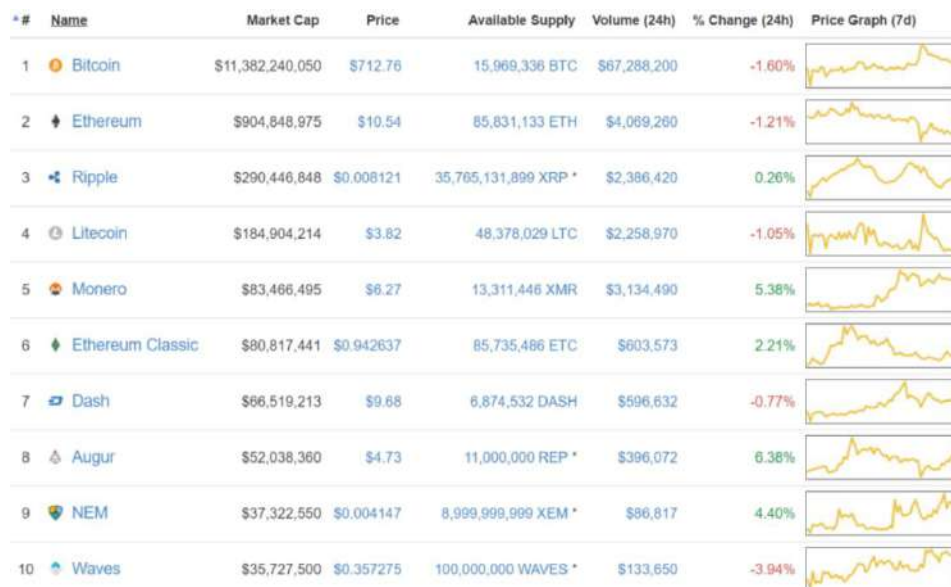 # Name Market Cap Price Available Supply Volume (24h) % Change (24h) Price Graph (7d)
1 Bitcoin $11,382,240,050 $712.76 15,969,336 BTC $67,288,200 -1.60%
2 Ethereum $904,848,975 $10.54 85,831,133 ETH $4,069,260 -1.21%
3 Ripple $290,446,848 $0.008121 35,765,131,899 XRP * $2,386,420 0.26%
4 Litecoin $184,904,214 $3.82 48,378,029 LTC $2,258,970 -1.05%
5 Monero $83,466,495 $6.27 13,311,446 XMR $3,134,490 5.38%
6 Ethereum Classic $80,817,441 $0.942637 85,735,486 ETC $603,573 2.21%
7 Dash $66,519,213 $9.68 6,874,532 DASH $596,632 -0.77%
8 Augur $52,038,360 $4.73 11,000,000 REP * $396,072 6.38%
9 NEM $37,322,550 $0.004147 8,999,999,999 XEM * $86,817 4.40%
10 Waves $35,727,500 $0.357275 100,000,000 WAVES * $133,650 -3.94%